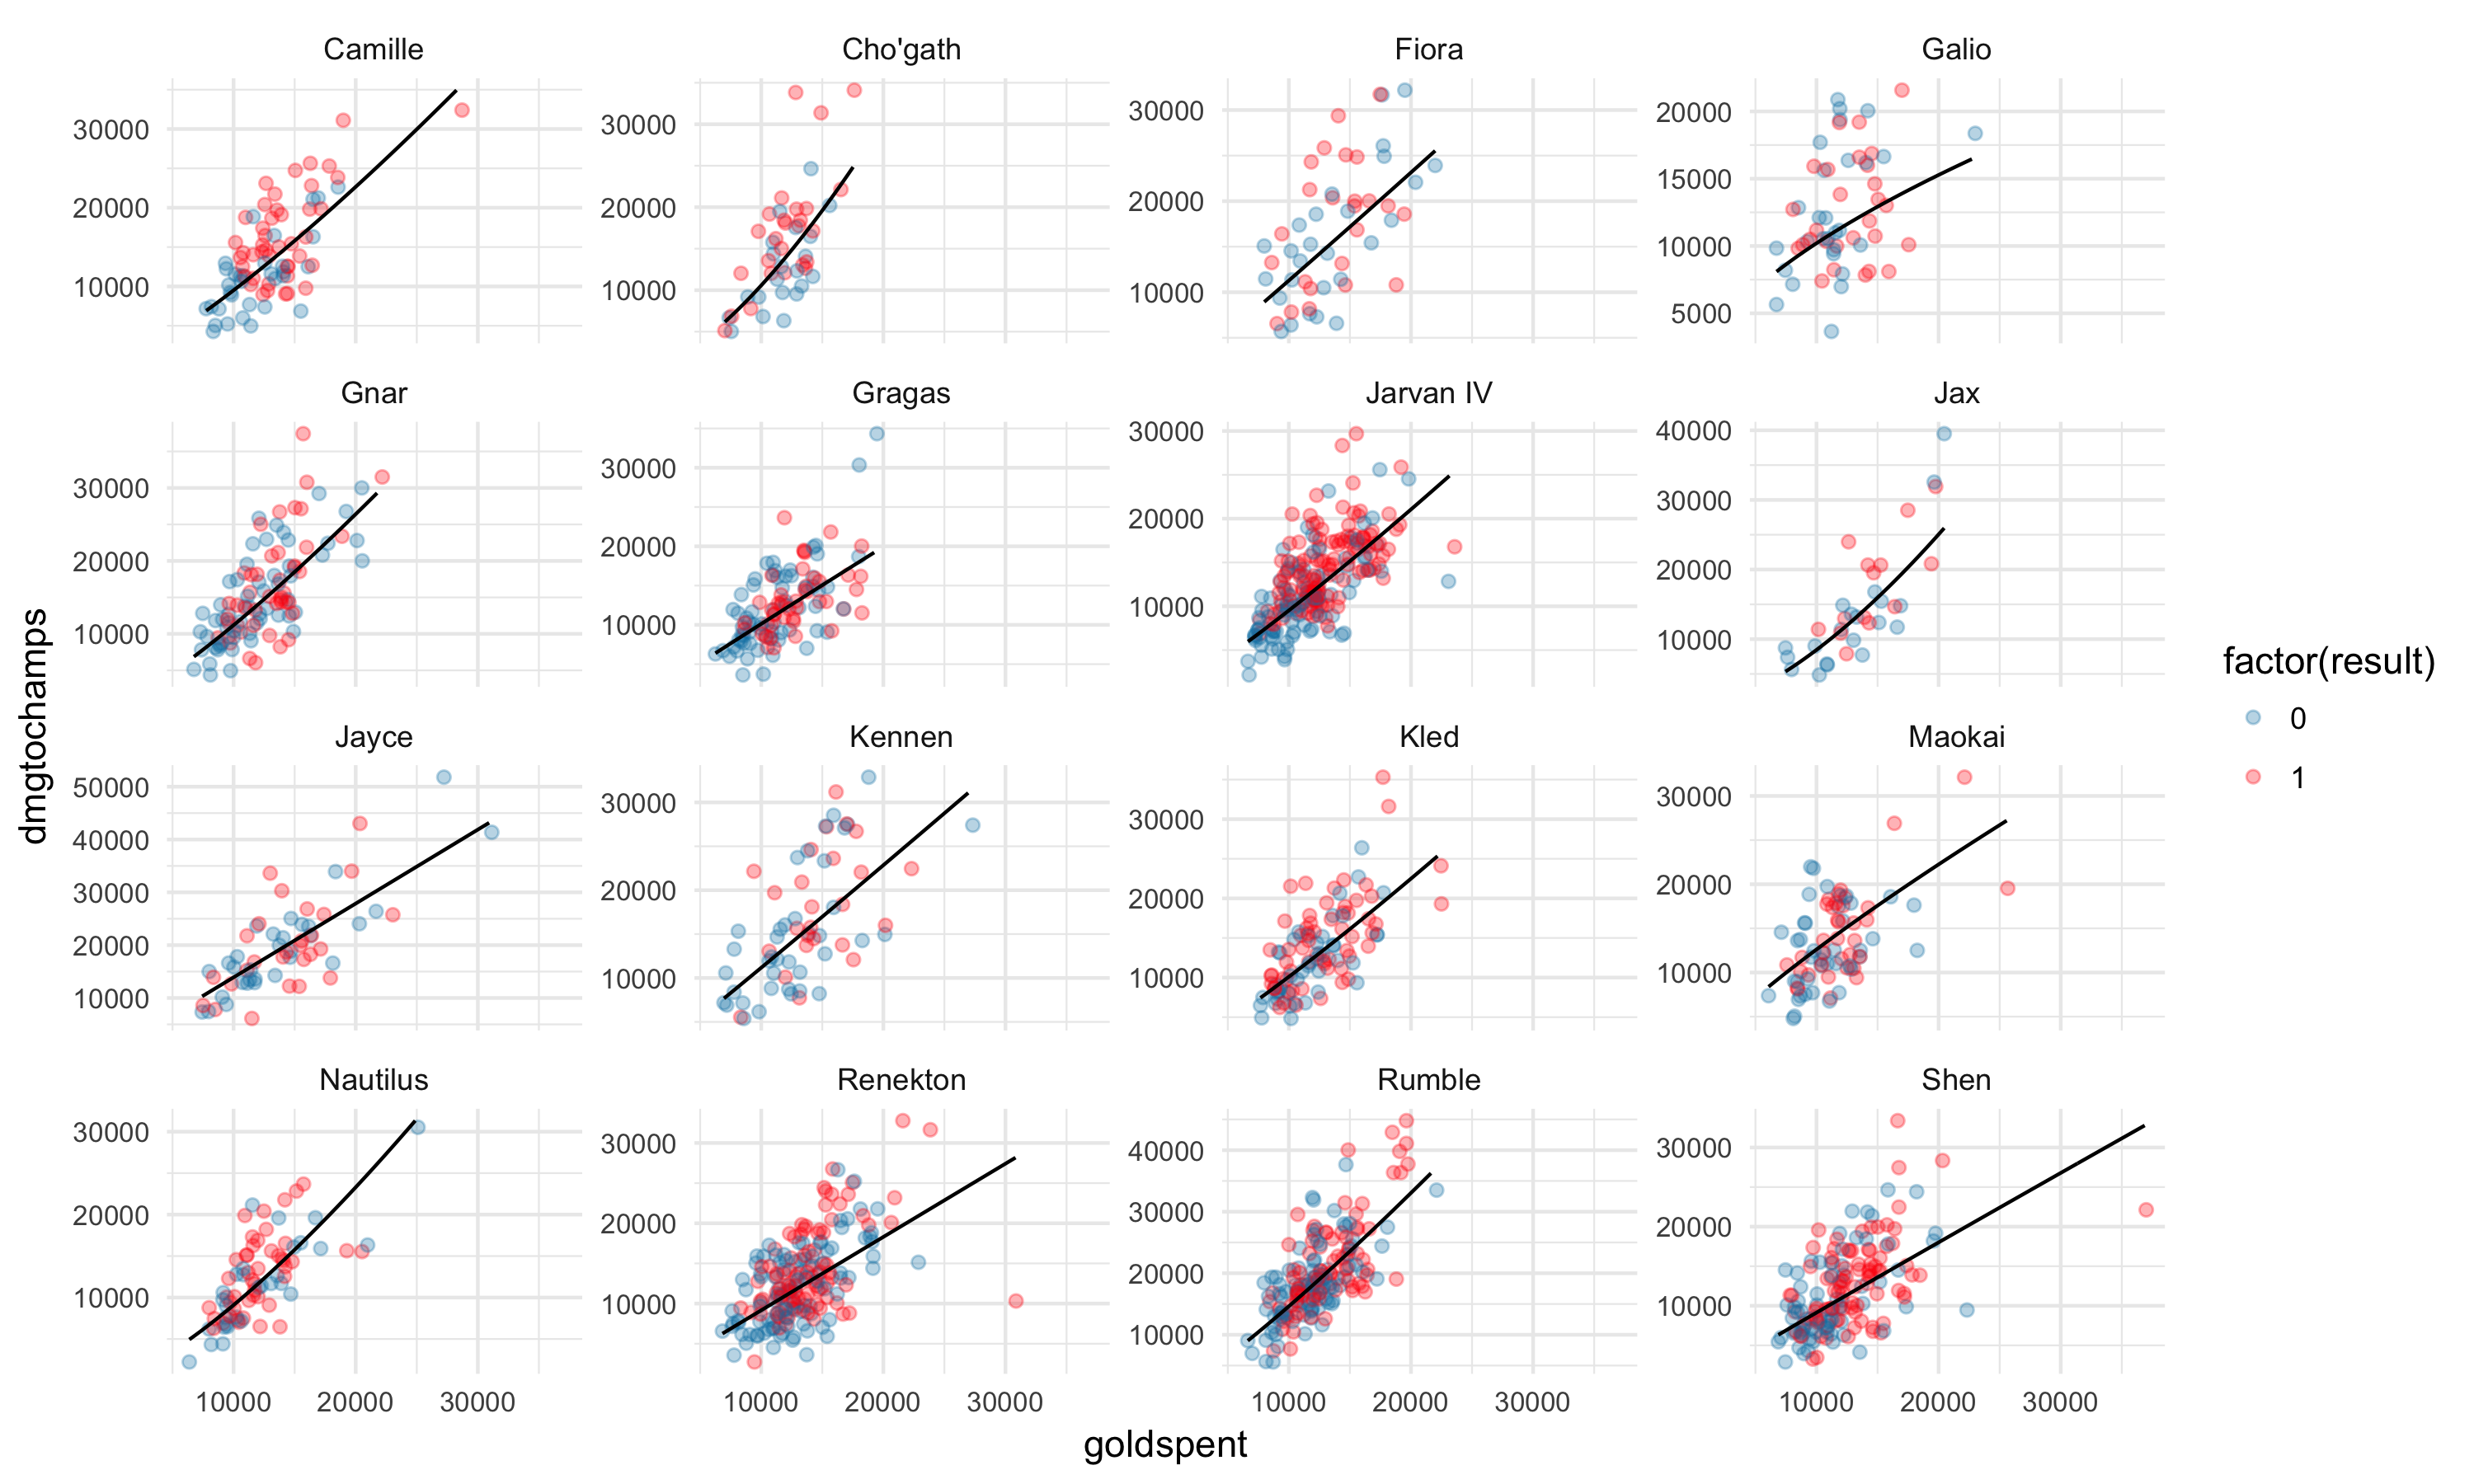 Camille Cho'gath Fiora Galio
30000 30000 30000 20000
20000 20000 20000 15000
10000 10000 10000 10000
5000
Gnar Gragas Jarvan IV Jax
30000 30000 30000 40000
20000 20000 20000 30000
10000 10000 10000 20000
10000
dmgtochamps
factor(result)
0
1
Jayce Kennen Kled Maokai
50000 30000 30000 30000
40000 20000 20000 20000
30000 10000 10000 10000
20000
10000
Nautilus Renekton Rumble Shen
30000 30000 40000 30000
20000 20000 30000 20000
10000 10000 20000 10000
10000
10000 20000 30000 10000 20000 30000 10000 20000 30000 10000 20000 30000
goldspent